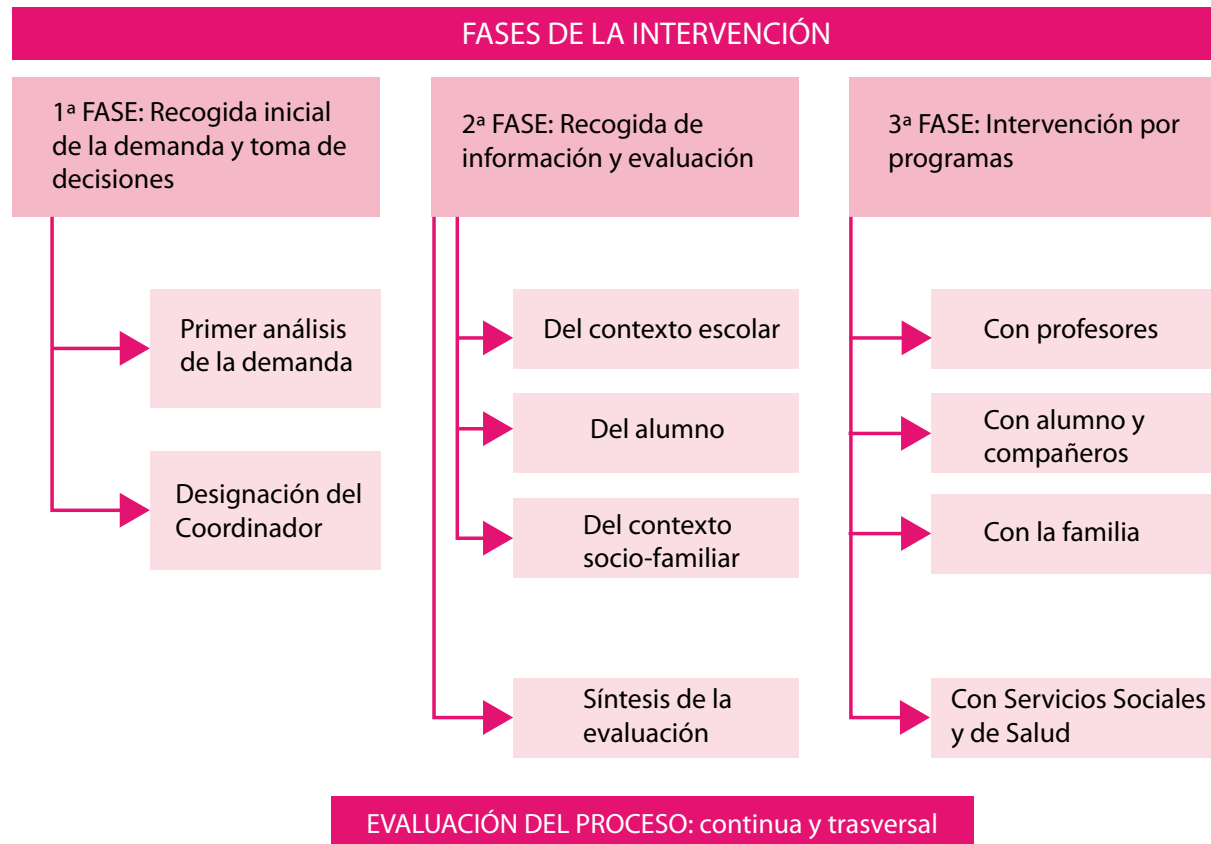 FASES DE LA INTERVENCIÓN
1ª FASE: Recogida inicial
de la demanda y toma de
decisiones
Primer análisis
de la demanda
Designación del
Coordinador
2ª FASE: Recogida de
información y evaluación
Del contexto escolar
Del alumno
Del contexto
socio-familiar
Síntesis de la
evaluación
3ª FASE: Intervención por
programas
Con profesores
Con alumno y
compañeros
Con la familia
Con Servicios Sociales
y de Salud
EVALUACIÓN DEL PROCESO: continua y trasversal